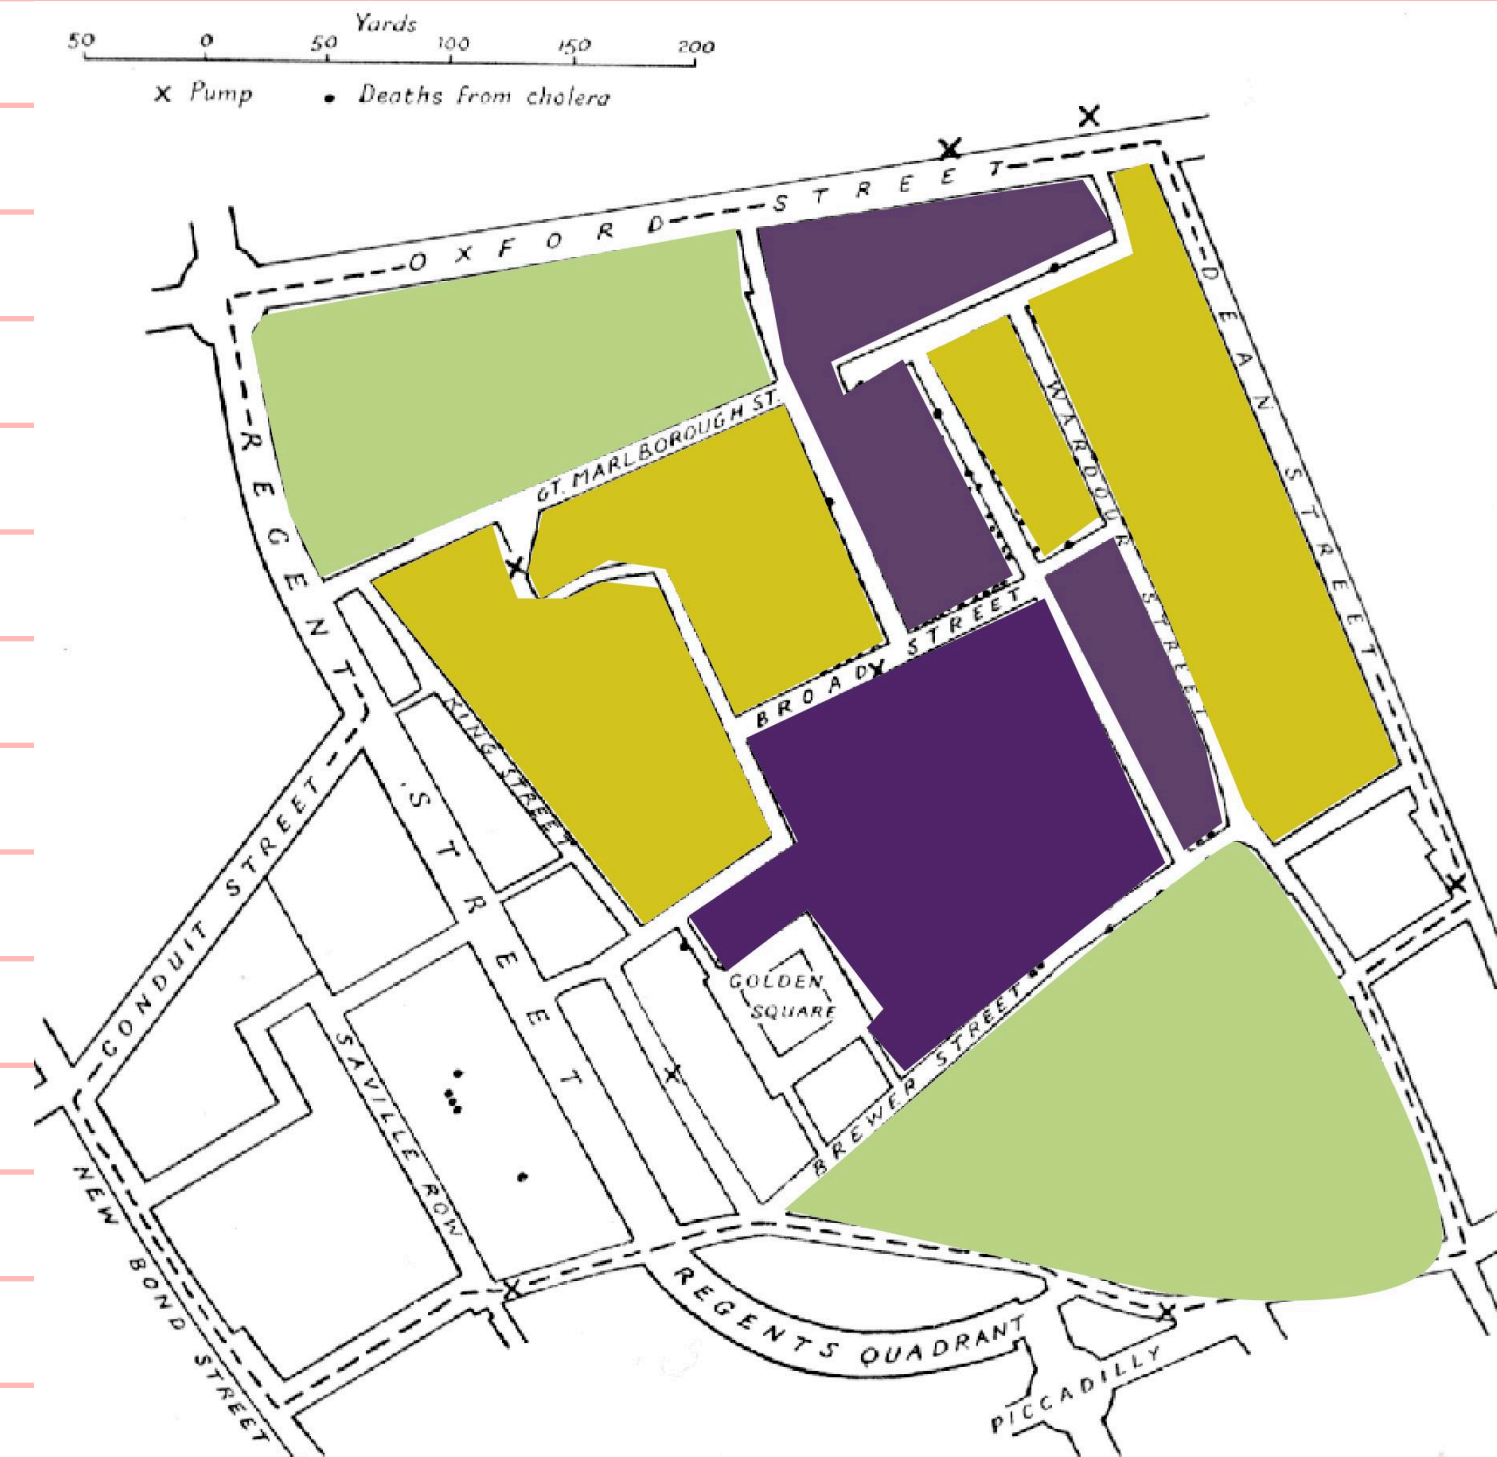 Yards
50 0 50 100 150 200
x Pump • Deaths from cholera
OXFORD STREET
DEAN STREET
REGENT STREET
GT. MARLBOROUGH ST.
WARDOUR STREET
BROAD STREET
KING STREET
CONDUIT STREET
GOLDEN
SQUARE
BREWER STREET
SAVILLE ROW
NEW BOND STREET
REGENTS QUADRANT
PICCADILLY